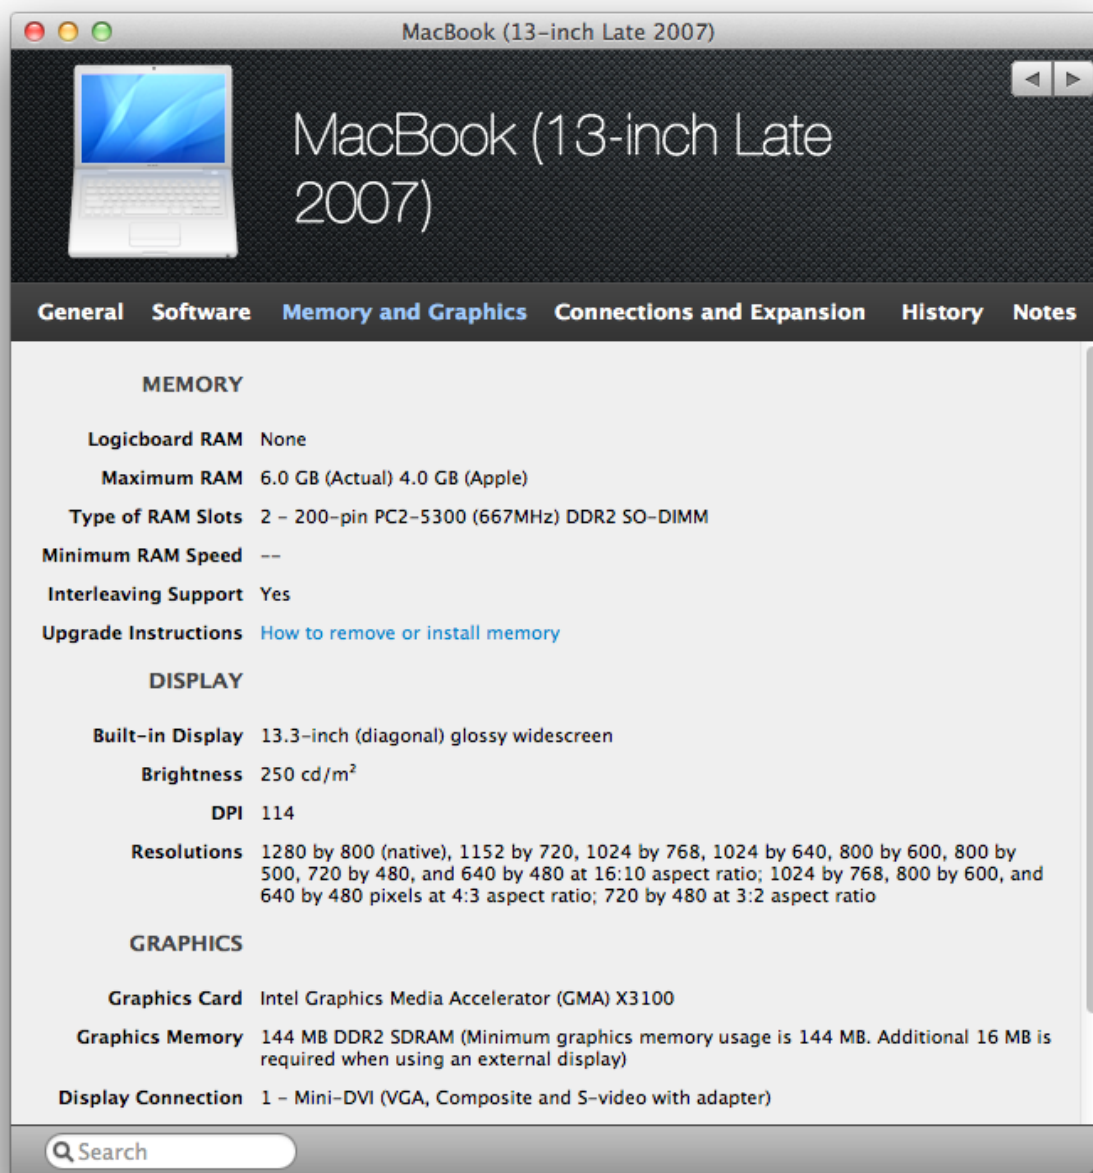 MacBook (13-inch Late 2007)
MacBook (13-inch Late
2007)
General Software Memory and Graphics Connections and Expansion History Notes
MEMORY
Logicboard RAM None
Maximum RAM 6.0 GB (Actual) 4.0 GB (Apple)
Type of RAM Slots 2 - 200-pin PC2-5300 (667MHz) DDR2 SO-DIMM
Minimum RAM Speed --
Interleaving Support Yes
Upgrade Instructions How to remove or install memory
DISPLAY
Built-in Display 13.3-inch (diagonal) glossy widescreen
Brightness 250 cd/m²
DPI 114
Resolutions 1280 by 800 (native), 1152 by 720, 1024 by 768, 1024 by 640, 800 by 600, 800 by
500, 720 by 480, and 640 by 480 at 16:10 aspect ratio; 1024 by 768, 800 by 600, and
640 by 480 pixels at 4:3 aspect ratio; 720 by 480 at 3:2 aspect ratio
GRAPHICS
Graphics Card Intel Graphics Media Accelerator (GMA) X3100
Graphics Memory 144 MB DDR2 SDRAM (Minimum graphics memory usage is 144 MB. Additional 16 MB is
required when using an external display)
Display Connection 1 - Mini-DVI (VGA, Composite and S-video with adapter)
Search